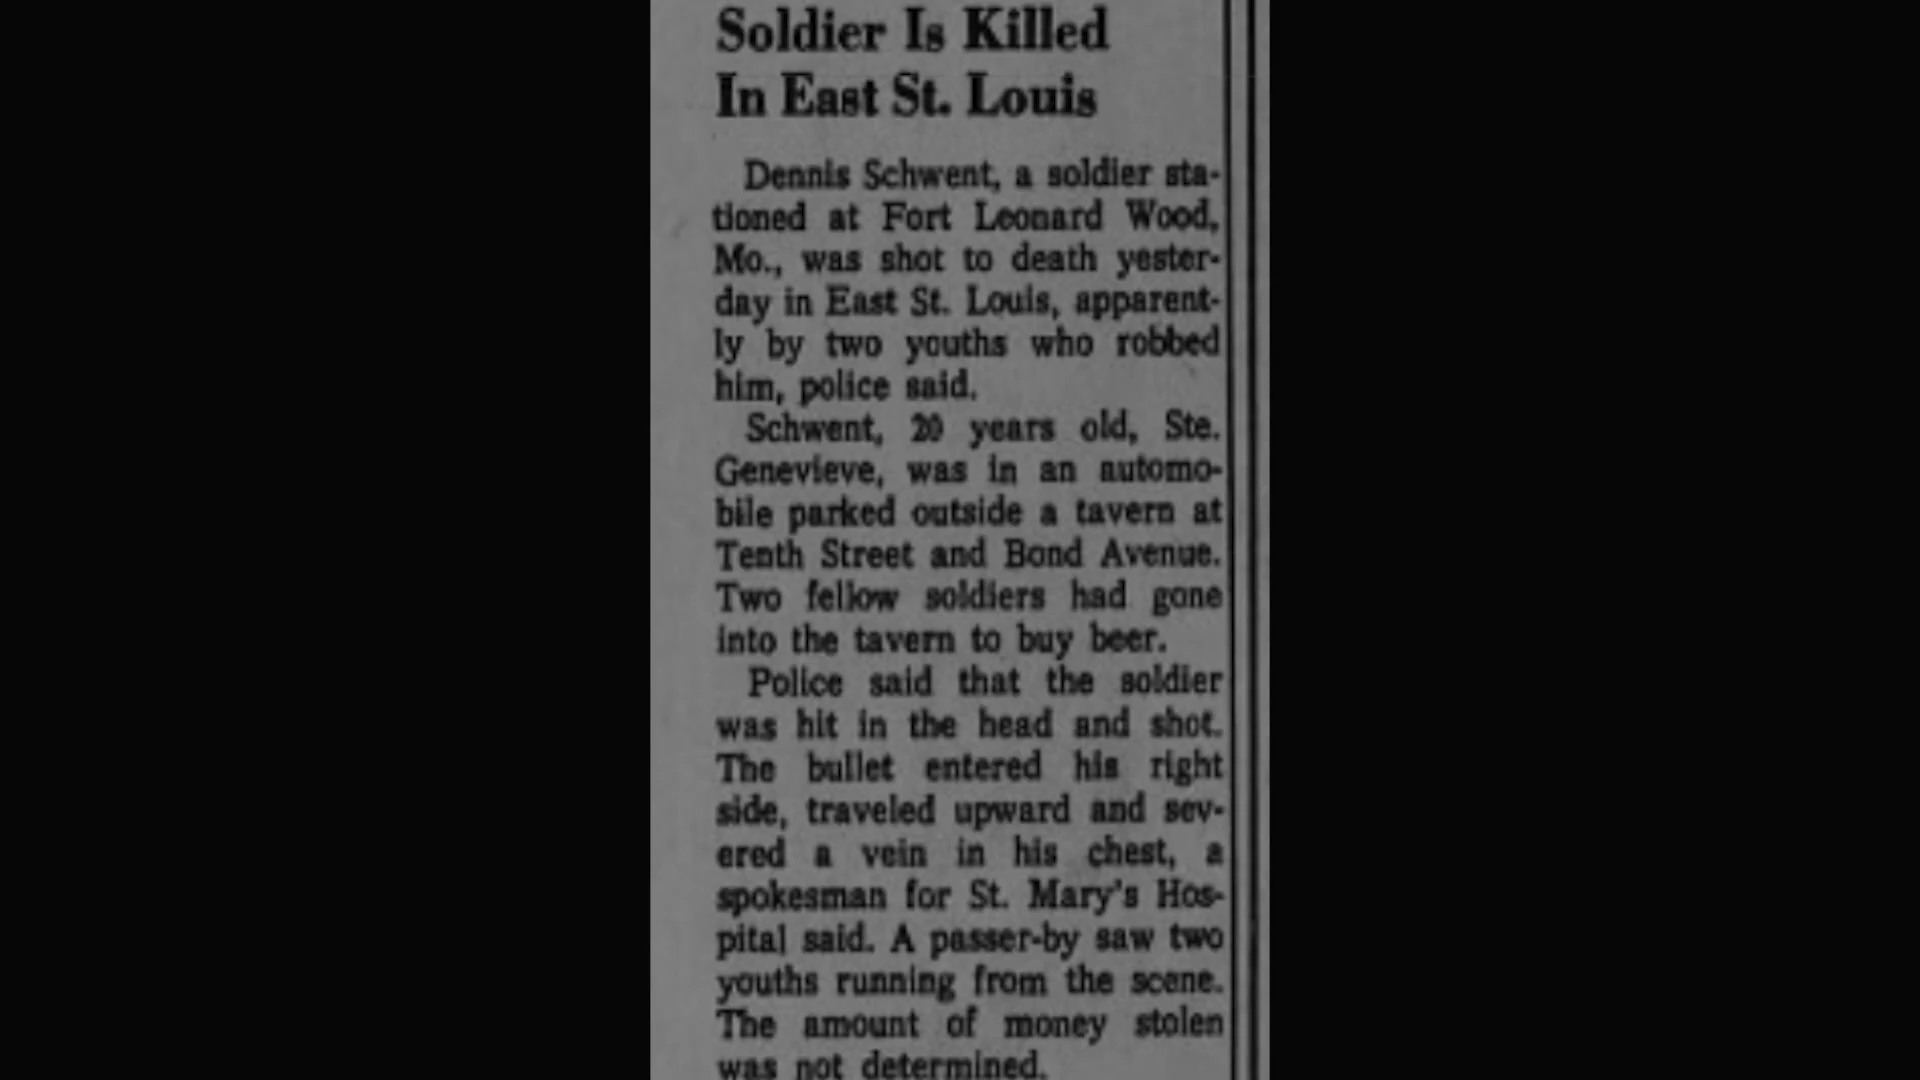 Soldier Is Killed
In East St. Louis
Dennis Schwent, a soldier sta-
tioned at Fort Leonard Wood,
Mo., was shot to death yester-
day in East St. Louis, apparent-
ly by two youths who robbed
him, police said.
Schwent, 20 years old, Ste.
Genevieve, was in an automo-
bile parked outside a tavern at
Tenth Street and Bond Avenue.
Two fellow soldiers had gone
into the tavern to buy beer.
Police said that the soldier
was hit in the head and shot.
The bullet entered his right
side, traveled upward and sev-
ered a vein in his chest, a
spokesman for St. Mary's Hos-
pital said. A passer-by saw two
youths running from the scene.
The amount of money stolen
was not determined.